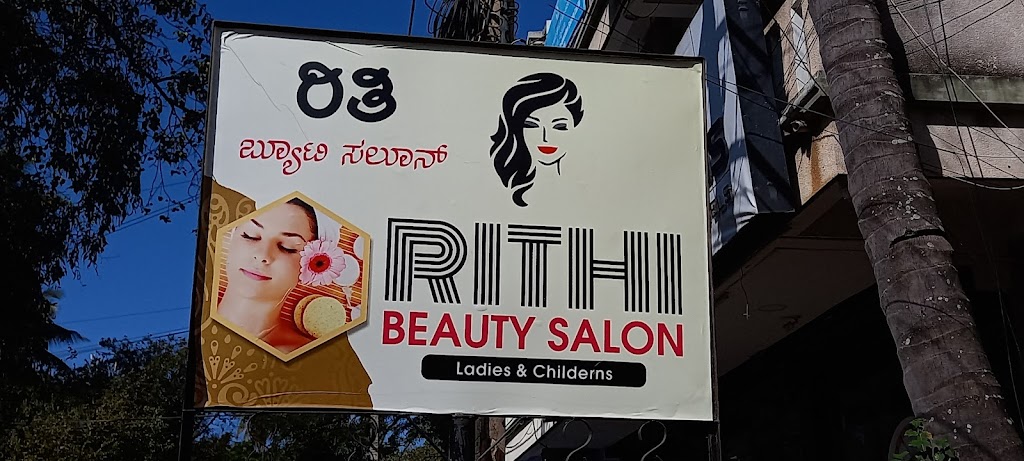 ರಿತಿ
ಬ್ಯೂಟಿ ಸಲೂನ್
RITHI
BEAUTY SALON
Ladies & Childerns